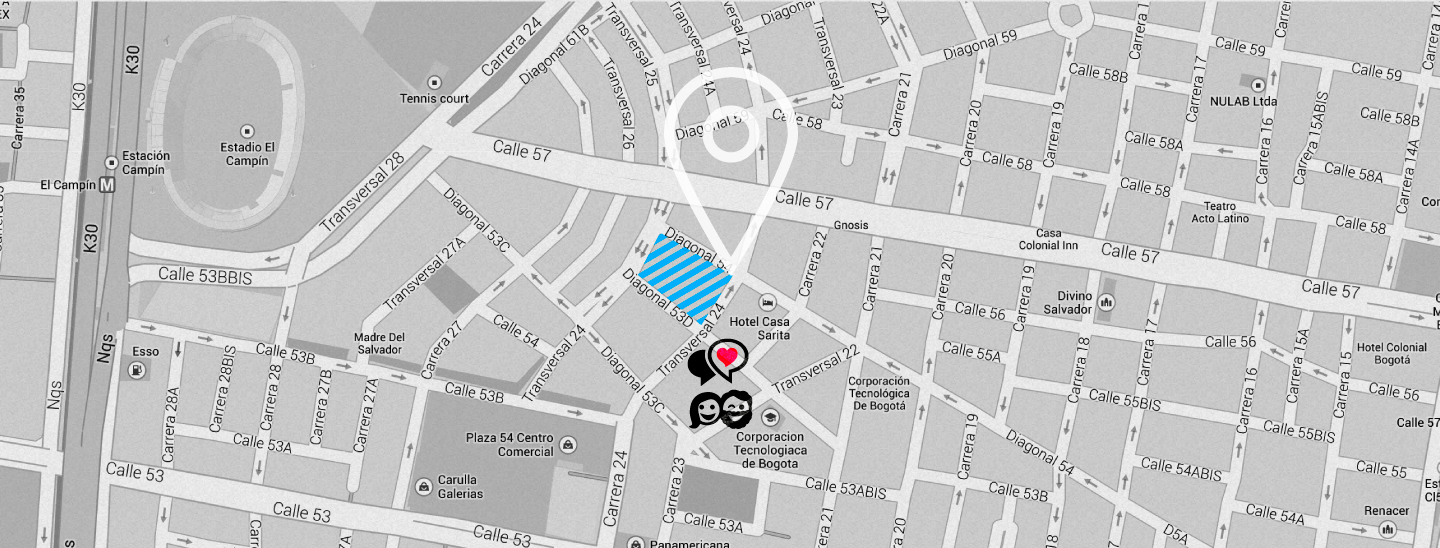 K30
K30
K30
Ngs
Nqs
Carrera 35
Estación
Campín
El Campín M
Estadio El
Campín
Tennis court
Carrera 24
Diagonal 61B
Transversal 25
Transversal 26
Transversal 24
Diagonal
Transversal 23
22A
Diagonal 59
Carrera 21
Calle 59
Calle 59
Calle 58B
Carrera 17
NULAB Ltda
Calle 58B
Carrera 15ABIS
Carrera 16
Carrera 14A
Calle 58A
Calle 58A
Carrera 19
Carrera 20
Calle 58
Calle 58
Calle 58
Calle 58
Calle 57
Calle 57
Calle 57
Calle 57
Transversal 28
Diagonal 53C
Transversal 27A
Calle 53BBIS
Gnosis
Casa
Colonial Inn
Teatro
Acto Latino
Diagonal 53D
Transversal 24
Hotel Casa
Sarita
Carrera 22
Carrera 21
Carrera 20
Carrera 19
Divino
Salvador
Calle 56
Calle 56
Calle 56
Calle 55A
Hotel Colonial
Bogotá
Carrera 15A
Carrera 15
Carrera 16
Carrera 17
Carrera 18
Esso
Madre Del
Salvador
Carrera 27
Calle 54
Transversal 24
Diagonal 53C
Transversal 22
Calle 53B
Calle 53B
Carrera 28A
Carrera 28BIS
Carrera 28
Carrera 27B
Carrera 27A
Calle 53A
Calle 53
Calle 53
Calle 53
Plaza 54 Centro
Comercial
Carulla
Galerias
Corporacion
Tecnologiaca
de Bogota
Corporación
Tecnológica
De Bogotá
Carrera 24
Carrera 23
Calle 53ABIS
Calle 53A
Panamericana
Carrera 19
Diagonal 54
Calle 53B
Calle 55BIS
Calle 55BIS
Calle 54ABIS
Calle 54A
Calle 55
Calle 57
Renacer
D5A